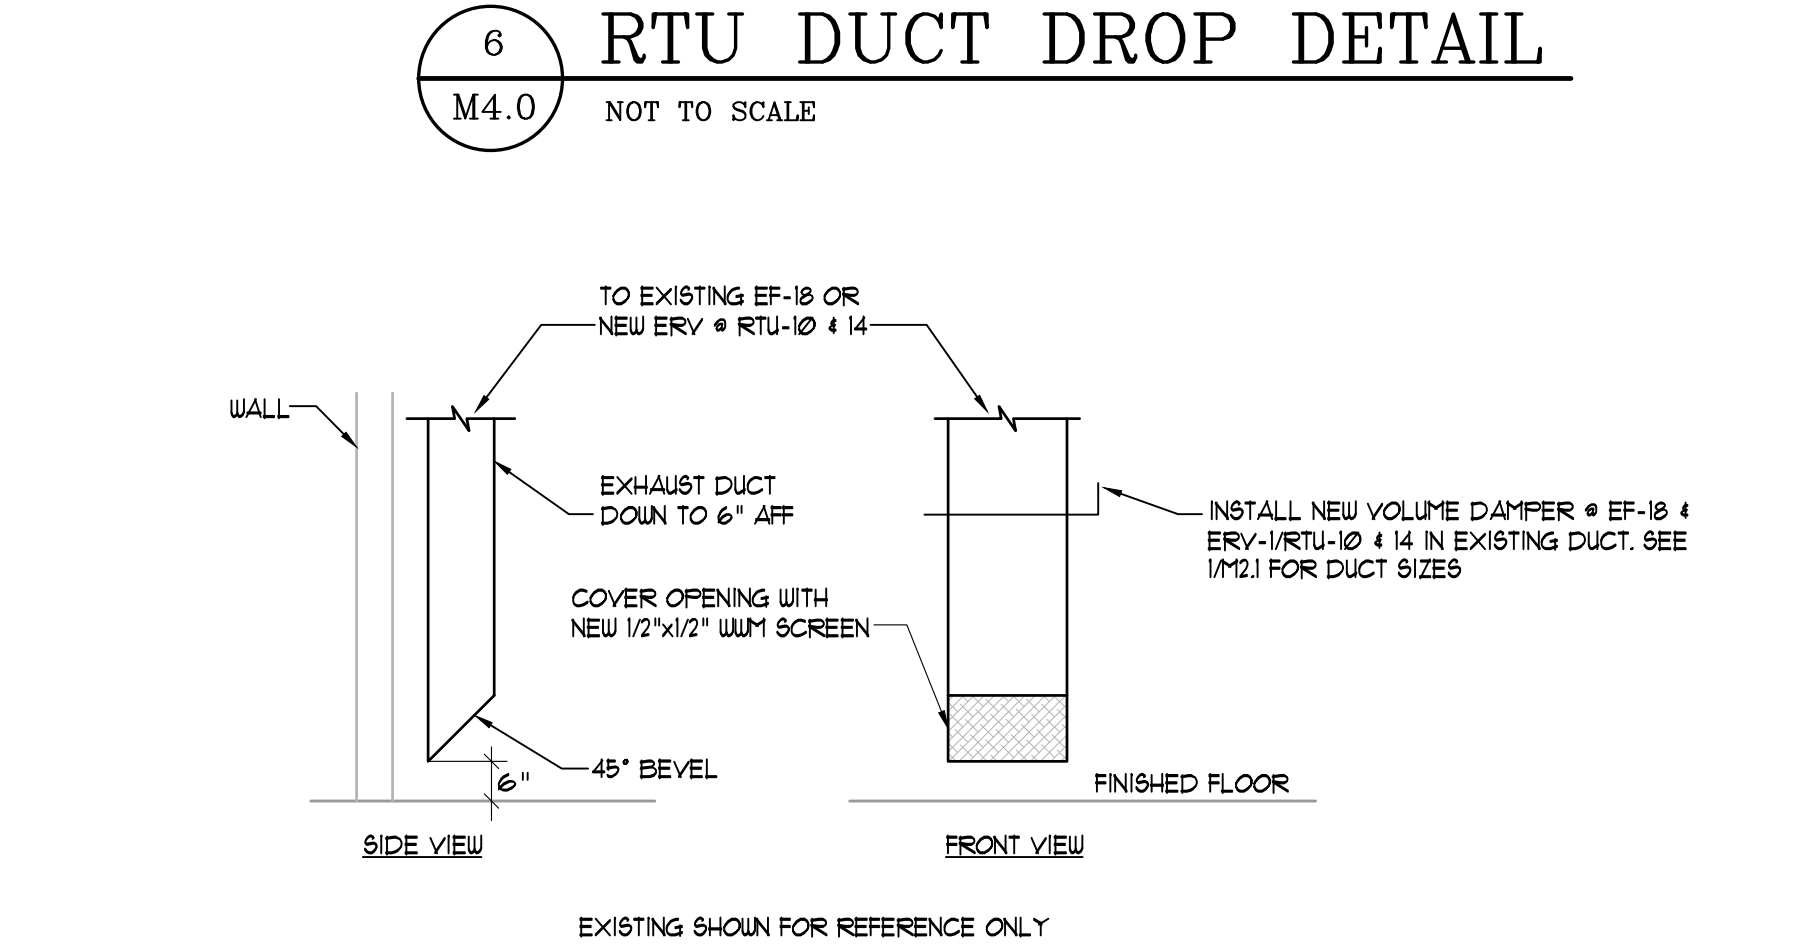 6
RTU DUCT DROP DETAIL
M4.0
NOT TO SCALE
TO EXISTING EF-18 OR
NEW ERV @ RTU-10 & 14
WALL
EXHAUST DUCT
DOWN TO 6" AFF
INSTALL NEW VOLUME DAMPER @ EF-18 &
ERV-1/RTU-10 & 14 IN EXISTING DUCT. SEE
1/M2.1 FOR DUCT SIZES
COVER OPENING WITH
NEW 1/2"x1/2" WWM SCREEN
45° BEVEL
6"
FINISHED FLOOR
SIDE VIEW
FRONT VIEW
EXISTING SHOWN FOR REFERENCE ONLY